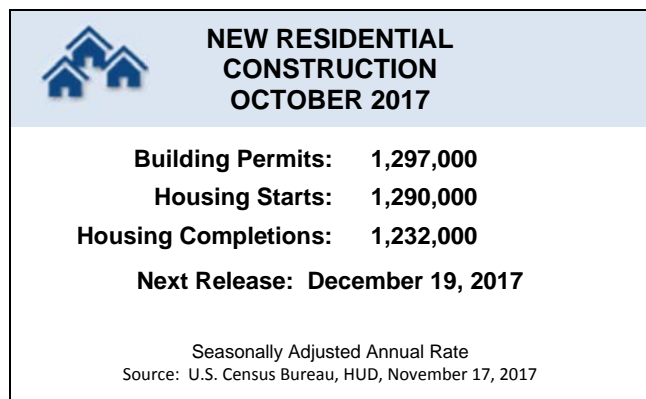 NEW RESIDENTIAL
CONSTRUCTION
OCTOBER 2017
Building Permits: 1,297,000
Housing Starts: 1,290,000
Housing Completions: 1,232,000
Next Release: December 19, 2017
Seasonally Adjusted Annual Rate
Source: U.S. Census Bureau, HUD, November 17, 2017